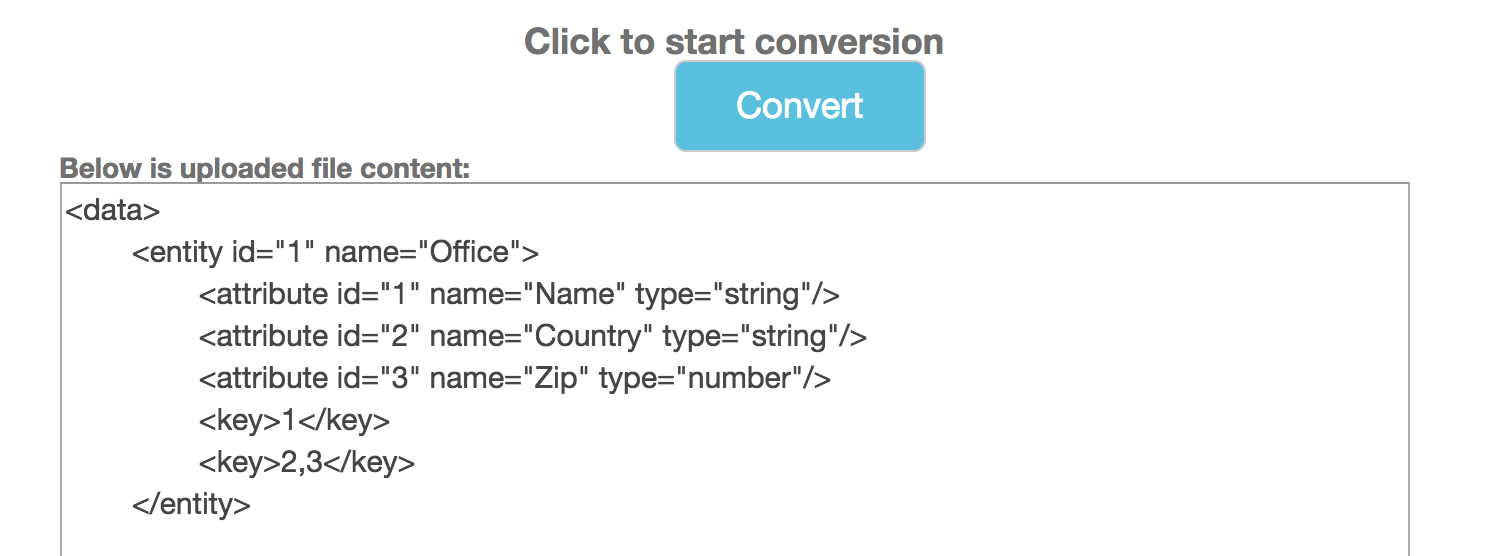 Click to start conversion
Convert
Below is uploaded file content:
<data>
<entity id="1" name="Office">
<attribute id="1" name="Name" type="string"/>
<attribute id="2" name="Country" type="string"/>
<attribute id="3" name="Zip" type="number"/>
<key>1</key>
<key>2,3</key>
</entity>